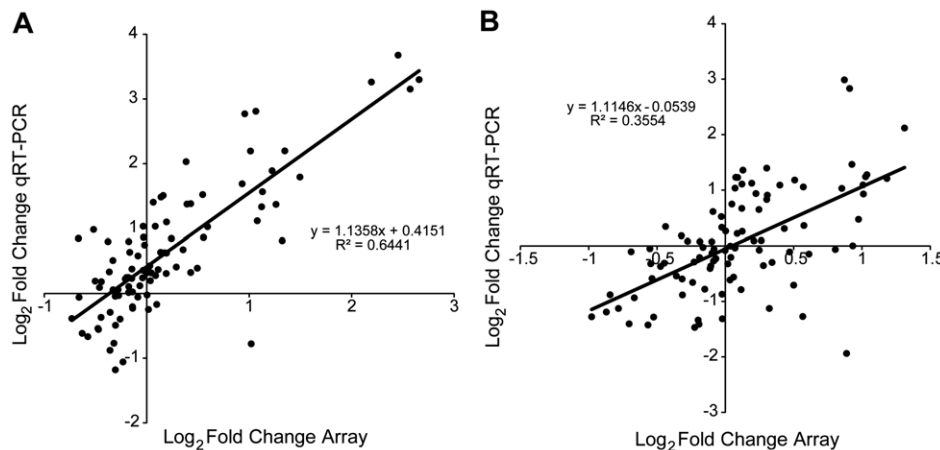 A
Log2 Fold Change qRT-PCR
4
3
2
1
-1
-2
-1
0
1
2
3
y = 1.1358x + 0.4151
R² = 0.6441
Log2 Fold Change Array
B
Log2 Fold Change qRT-PCR
4
3
2
1
-1
-2
-3
-1.5
-1
-0.5
0
0.5
1
1.5
y = 1.1146x - 0.0539
R² = 0.3554
Log2 Fold Change Array